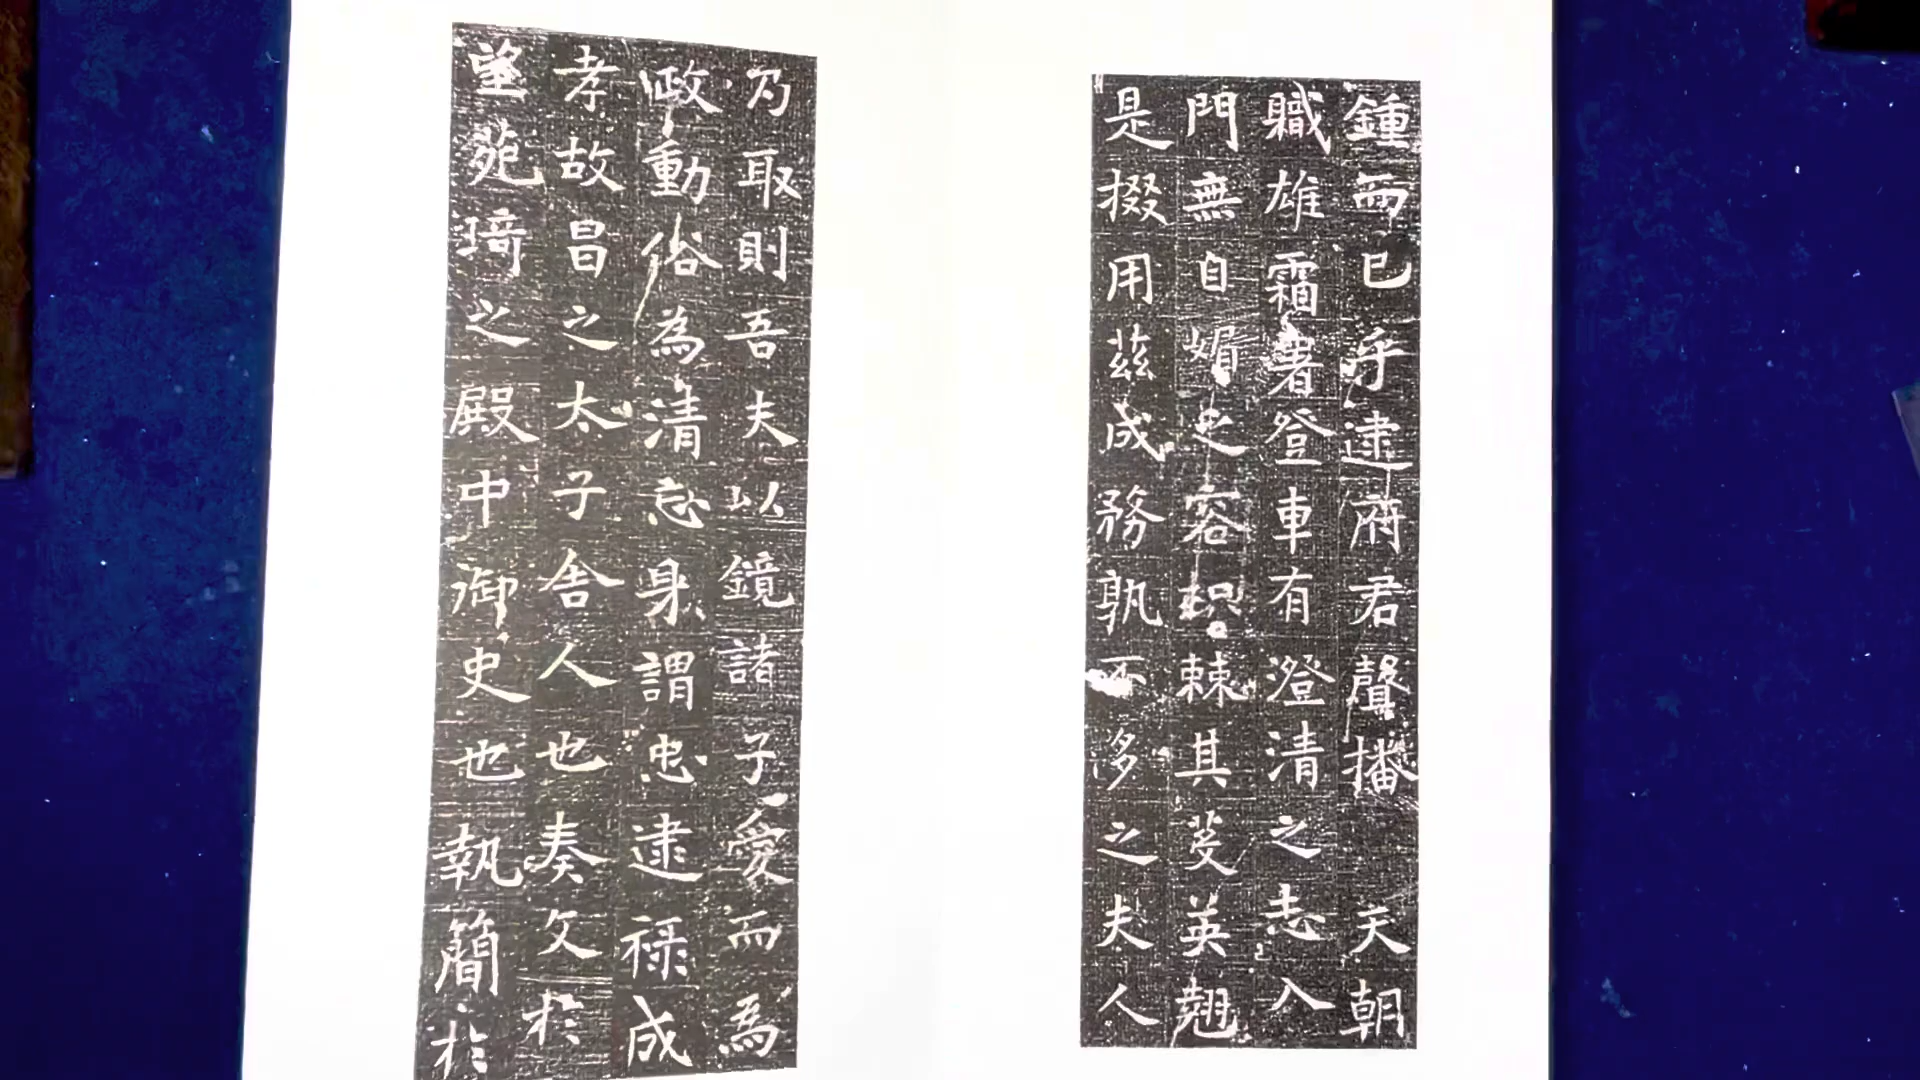 鍾而已乎逮府君聲播天朝
職雄霜署登車有澄清之志入
門無自媚之容枳棘其芟英翹
是掇用茲成務孰不多之夫人
乃取則吾夫以鏡諸子愛而為
政動俗為清忘身謂忠逮祿成
孝故昌之太子舍人也奏文於
望苑琦之殿中御史也執簡於